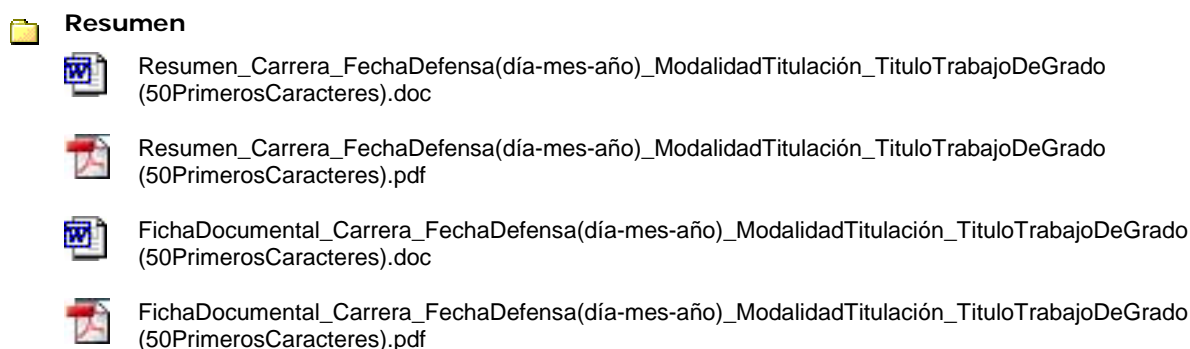 Resumen
Resumen_Carrera_FechaDefensa(día-mes-año)_ModalidadTitulación_TituloTrabajoDeGrado
(50PrimerosCaracteres).doc
Resumen_Carrera_FechaDefensa(día-mes-año)_ModalidadTitulación_TituloTrabajoDeGrado
(50PrimerosCaracteres).pdf
FichaDocumental_Carrera_FechaDefensa(día-mes-año)_ModalidadTitulación_TituloTrabajoDeGrado
(50PrimerosCaracteres).doc
FichaDocumental_Carrera_FechaDefensa(día-mes-año)_ModalidadTitulación_TituloTrabajoDeGrado
(50PrimerosCaracteres).pdf